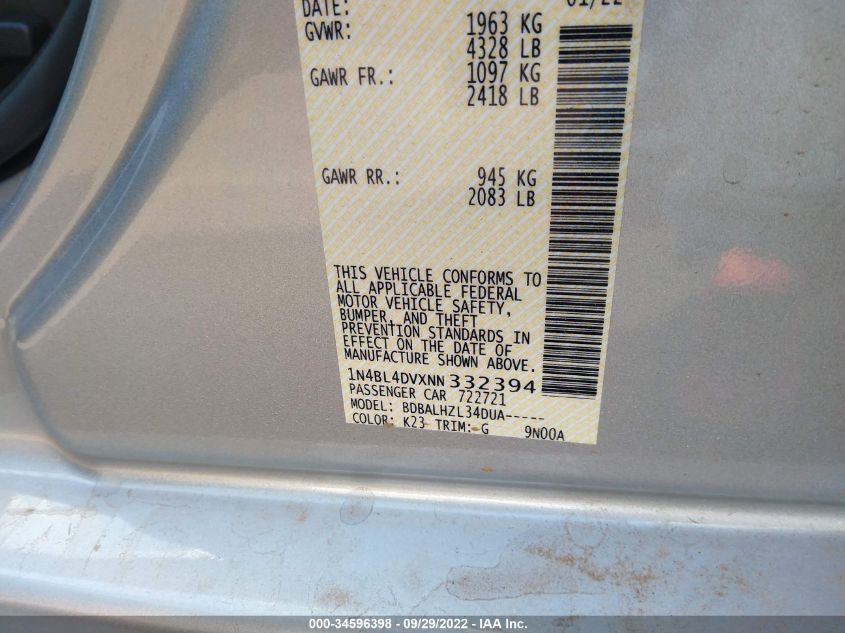 DATE: 01/22
GVWR: 1963 KG
4328 LB
GAWR FR.: 1097 KG
2418 LB
GAWR RR.: 945 KG
2083 LB
THIS VEHICLE CONFORMS TO
ALL APPLICABLE FEDERAL
MOTOR VEHICLE SAFETY,
BUMPER, AND THEFT
PREVENTION STANDARDS IN
EFFECT ON THE DATE OF
MANUFACTURE SHOWN ABOVE.
1N4BL4DVXNN332394
PASSENGER CAR 722721
MODEL: BDBALHZL34DUA-----
COLOR: K23 TRIM: G 9N00A
000-34596398 - 09/29/2022 - IAA Inc.